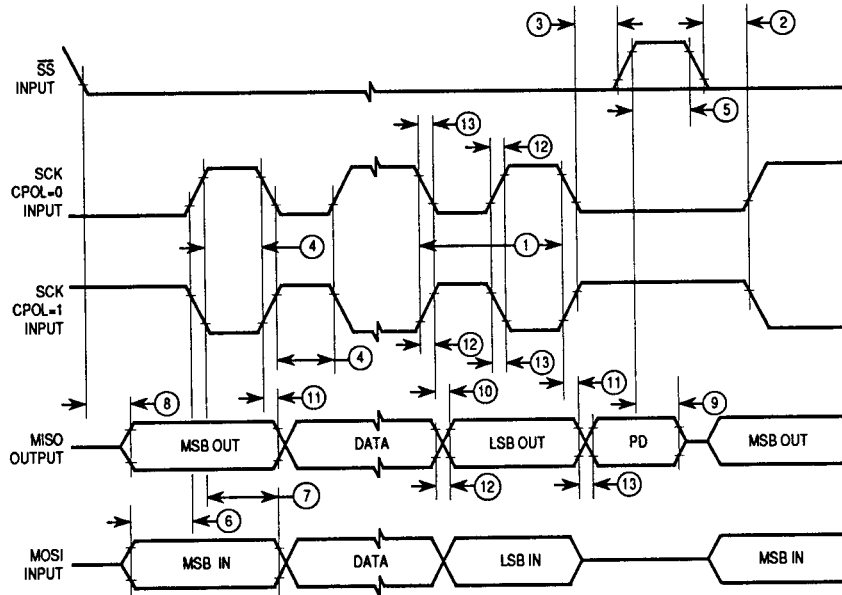 3
2
SS
INPUT
5
13
12
SCK
CPOL=0
INPUT
4
1
SCK
CPOL=1
INPUT
4
12
13
8
11
10
11
9
MISO
OUTPUT
MSB OUT
DATA
LSB OUT
PD
MSB OUT
7
12
13
6
MOSI
INPUT
MSB IN
DATA
LSB IN
MSB IN